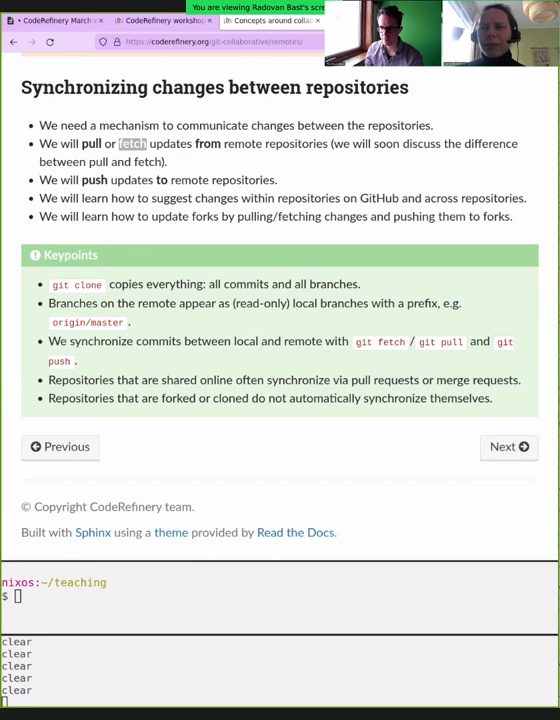 You are viewing Radovan Bast's scre
CodeRefinery March w
CodeRefinery workshop
Concepts around collab
https://coderefinery.org/git-collaborative/remotes/
Synchronizing changes between repositories
• We need a mechanism to communicate changes between the repositories.
• We will pull or fetch updates from remote repositories (we will soon discuss the difference
between pull and fetch).
• We will push updates to remote repositories.
• We will learn how to suggest changes within repositories on GitHub and across repositories.
• We will learn how to update forks by pulling/fetching changes and pushing them to forks.
Keypoints
• git clone copies everything: all commits and all branches.
• Branches on the remote appear as (read-only) local branches with a prefix, e.g.
origin/master .
• We synchronize commits between local and remote with git fetch / git pull and git
push .
• Repositories that are shared online often synchronize via pull requests or merge requests.
• Repositories that are forked or cloned do not automatically synchronize themselves.
Previous
Next
© Copyright CodeRefinery team.
Built with Sphinx using a theme provided by Read the Docs.
nixos:~/teaching
$
clear
clear
clear
clear
clear